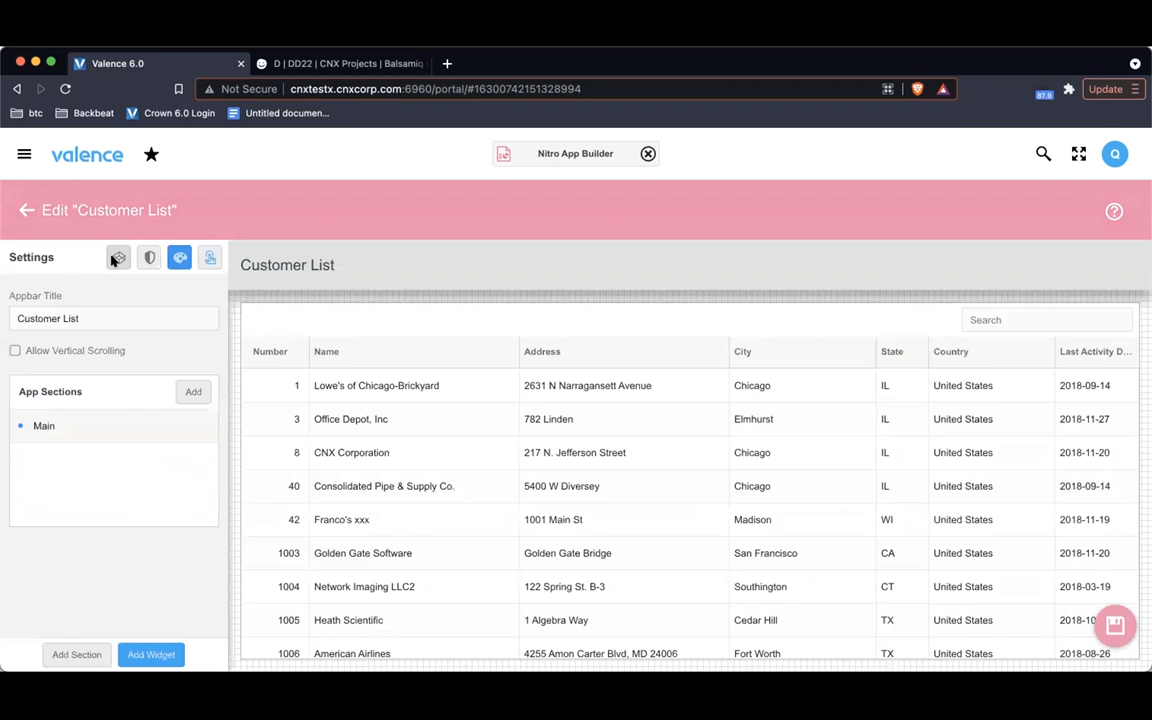 Valence 6.0
D | DD22 | CNX Projects | Balsamiq
Not Secure cnxtestx.cnxcorp.com:6960/portal/#16300742151328994
87.6
Update
btc
Backbeat
Crown 6.0 Login
Untitled documen...
valence
Nitro App Builder
Q
Edit "Customer List"
Settings
Appbar Title
Customer List
Allow Vertical Scrolling
App Sections
Add
Main
Add Section
Add Widget
Customer List
Search
Number Name Address City State Country Last Activity D...
1 Lowe's of Chicago-Brickyard 2631 N Narragansett Avenue Chicago IL United States 2018-09-14
3 Office Depot, Inc 782 Linden Elmhurst IL United States 2018-11-27
8 CNX Corporation 217 N. Jefferson Street Chicago IL United States 2018-11-20
40 Consolidated Pipe & Supply Co. 5400 W Diversey Chicago IL United States 2018-09-14
42 Franco's xxx 1001 Main St Madison WI United States 2018-11-19
1003 Golden Gate Software Golden Gate Bridge San Francisco CA United States 2018-11-20
1004 Network Imaging LLC2 122 Spring St. B-3 Southington CT United States 2018-03-19
1005 Heath Scientific 1 Algebra Way Cedar Hill TX United States 2018-10
1006 American Airlines 4255 Amon Carter Blvd, MD 24006 Fort Worth TX United States 2018-08-26